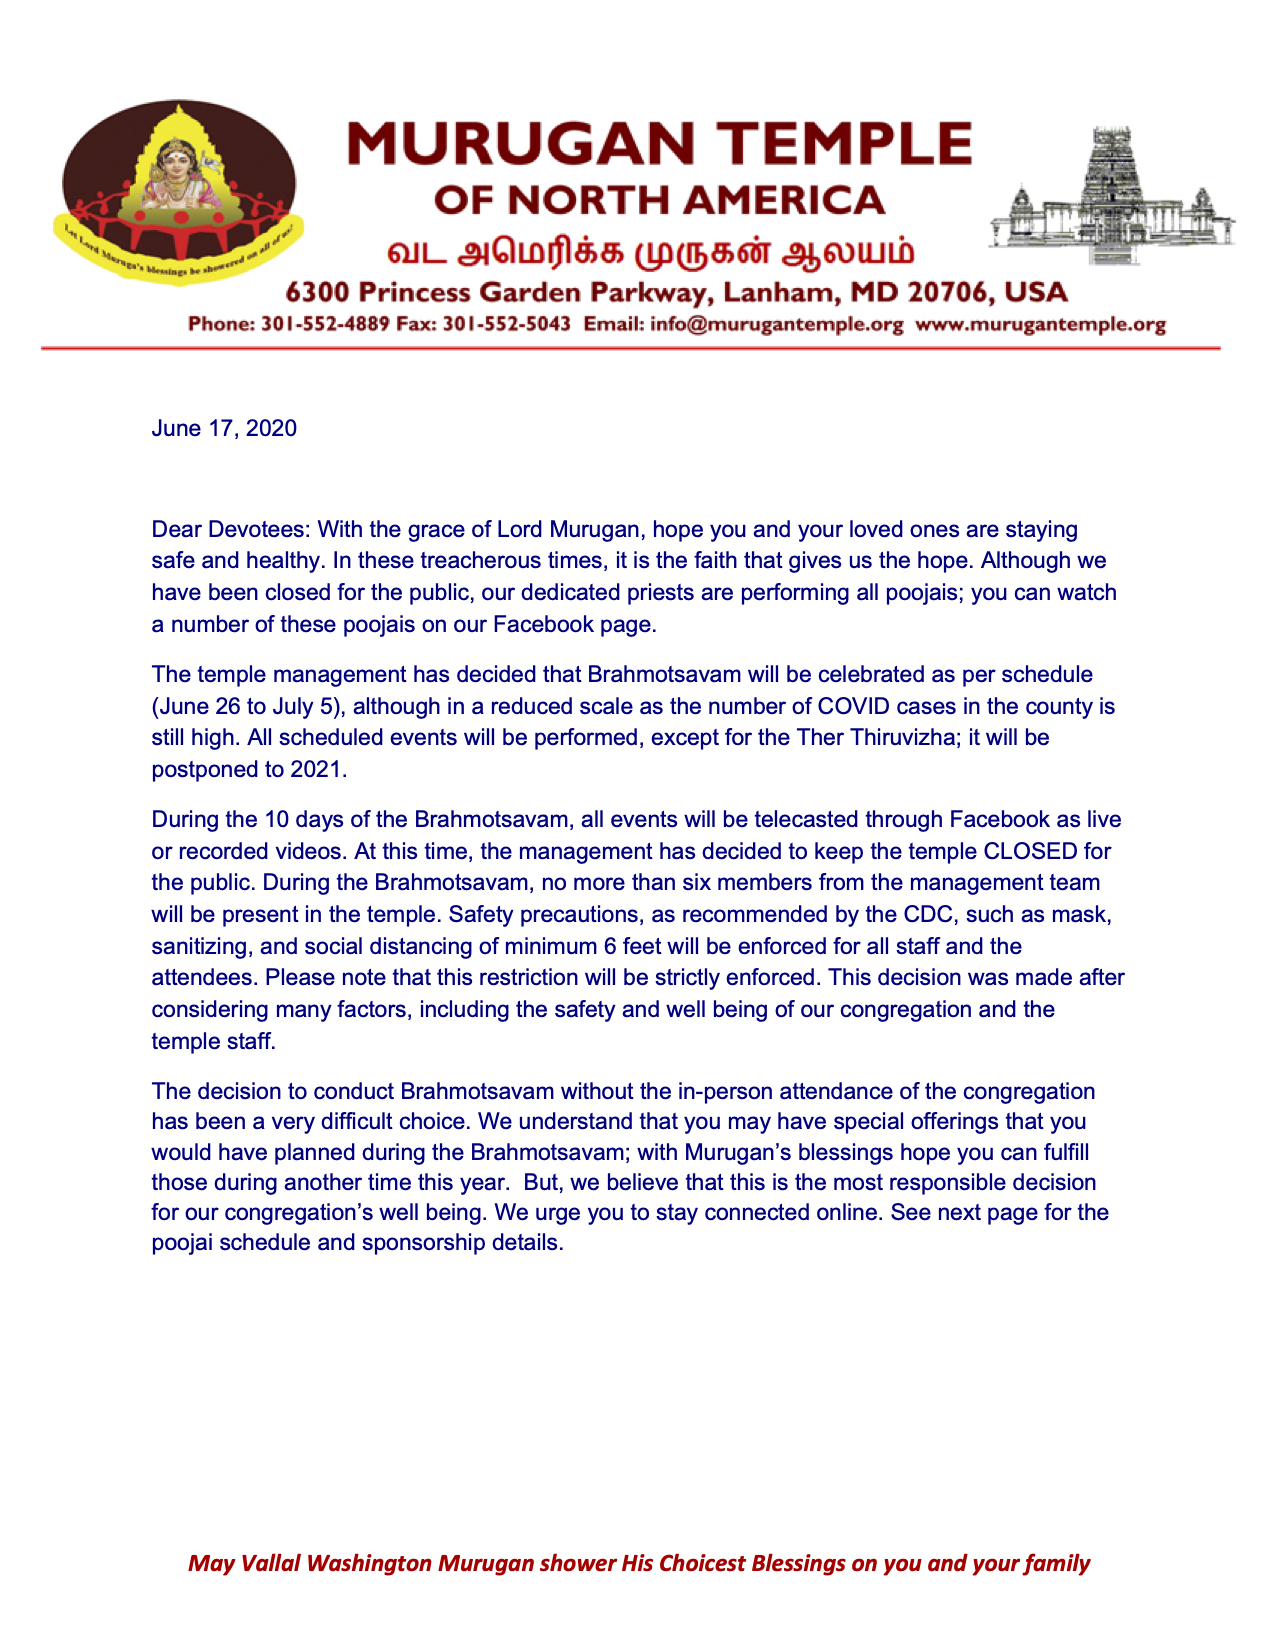 MURUGAN TEMPLE
OF NORTH AMERICA
வட அமெரிக்க முருகன் ஆலயம்
6300 Princess Garden Parkway, Lanham, MD 20706, USA
Phone: 301-552-4889 Fax: 301-552-5043 Email: info@murugantemple.org www.murugantemple.org
Let Lord Muruga's blessings be showered on all of us!
June 17, 2020
Dear Devotees: With the grace of Lord Murugan, hope you and your loved ones are staying
safe and healthy. In these treacherous times, it is the faith that gives us the hope. Although we
have been closed for the public, our dedicated priests are performing all poojais; you can watch
a number of these poojais on our Facebook page.
The temple management has decided that Brahmotsavam will be celebrated as per schedule
(June 26 to July 5), although in a reduced scale as the number of COVID cases in the county is
still high. All scheduled events will be performed, except for the Ther Thiruvizha; it will be
postponed to 2021.
During the 10 days of the Brahmotsavam, all events will be telecasted through Facebook as live
or recorded videos. At this time, the management has decided to keep the temple CLOSED for
the public. During the Brahmotsavam, no more than six members from the management team
will be present in the temple. Safety precautions, as recommended by the CDC, such as mask,
sanitizing, and social distancing of minimum 6 feet will be enforced for all staff and the
attendees. Please note that this restriction will be strictly enforced. This decision was made after
considering many factors, including the safety and well being of our congregation and the
temple staff.
The decision to conduct Brahmotsavam without the in-person attendance of the congregation
has been a very difficult choice. We understand that you may have special offerings that you
would have planned during the Brahmotsavam; with Murugan’s blessings hope you can fulfill
those during another time this year.  But, we believe that this is the most responsible decision
for our congregation’s well being. We urge you to stay connected online. See next page for the
poojai schedule and sponsorship details.
May Vallal Washington Murugan shower His Choicest Blessings on you and your family